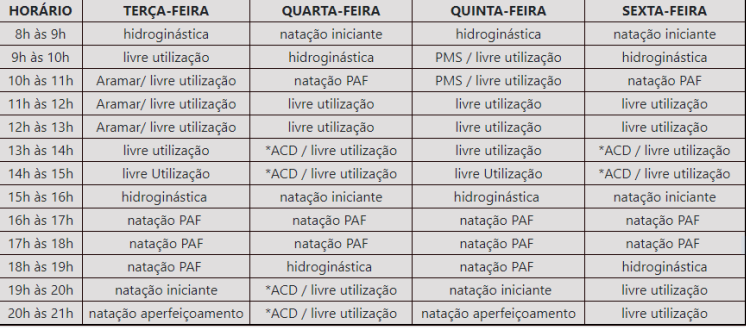 HORÁRIO TERÇA-FEIRA QUARTA-FEIRA QUINTA-FEIRA SEXTA-FEIRA
8h às 9h hidroginástica natação iniciante hidroginástica natação iniciante
9h às 10h livre utilização hidroginástica PMS / livre utilização hidroginástica
10h às 11h Aramar/ livre utilização natação PAF PMS / livre utilização natação PAF
11h às 12h Aramar/ livre utilização livre utilização livre utilização livre utilização
12h às 13h Aramar/ livre utilização livre utilização livre utilização livre utilização
13h às 14h livre utilização *ACD / livre utilização livre utilização *ACD / livre utilização
14h às 15h livre Utilização *ACD / livre utilização livre Utilização *ACD / livre utilização
15h às 16h hidroginástica natação iniciante hidroginástica natação iniciante
16h às 17h natação PAF natação PAF natação PAF natação PAF
17h às 18h natação PAF natação PAF natação PAF natação PAF
18h às 19h natação PAF hidroginástica natação PAF hidroginástica
19h às 20h natação iniciante *ACD / livre utilização natação iniciante livre utilização
20h às 21h natação aperfeiçoamento *ACD / livre utilização natação aperfeiçoamento livre utilização